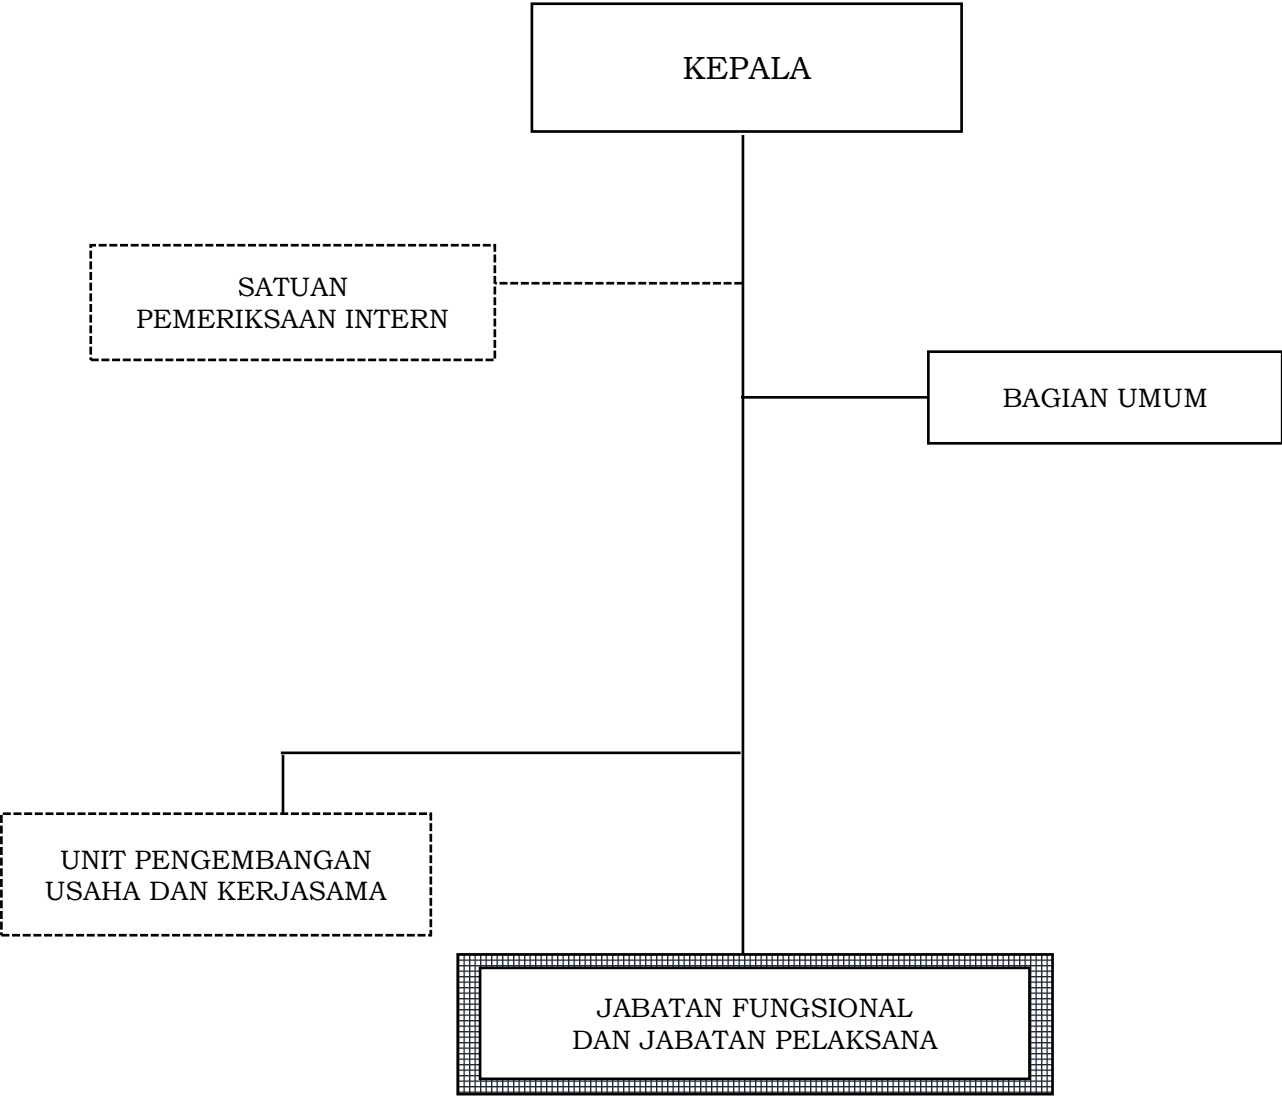 KEPALA
SATUAN
PEMERIKSAAN INTERN
BAGIAN UMUM
UNIT PENGEMBANGAN
USAHA DAN KERJASAMA
JABATAN FUNGSIONAL
DAN JABATAN PELAKSANA